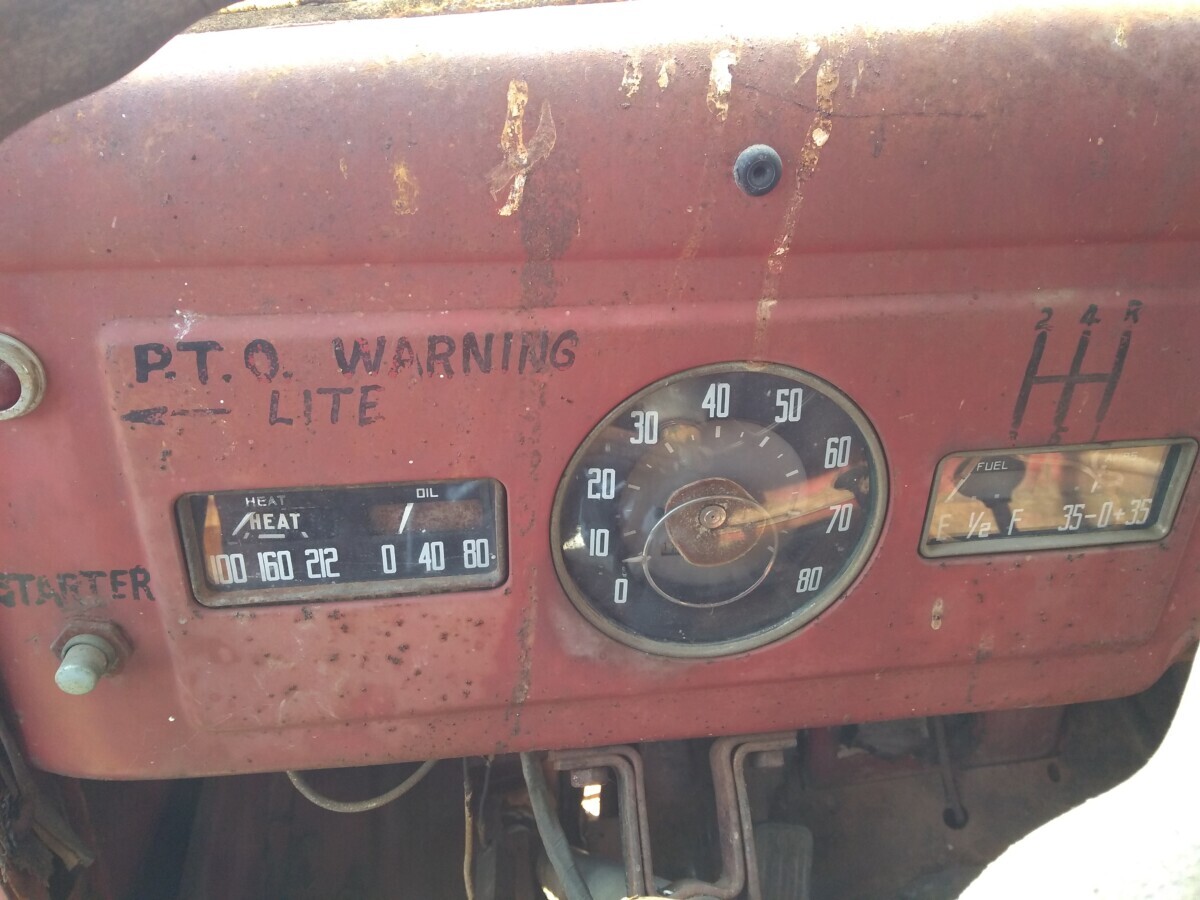 2 4 R
P.T.O. WARNING
LITE
HEAT
HEAT
100 160 212
OIL
0 40 80
0 10 20 30 40 50 60 70 80
FUEL
E ½ F
35-0+35
STARTER